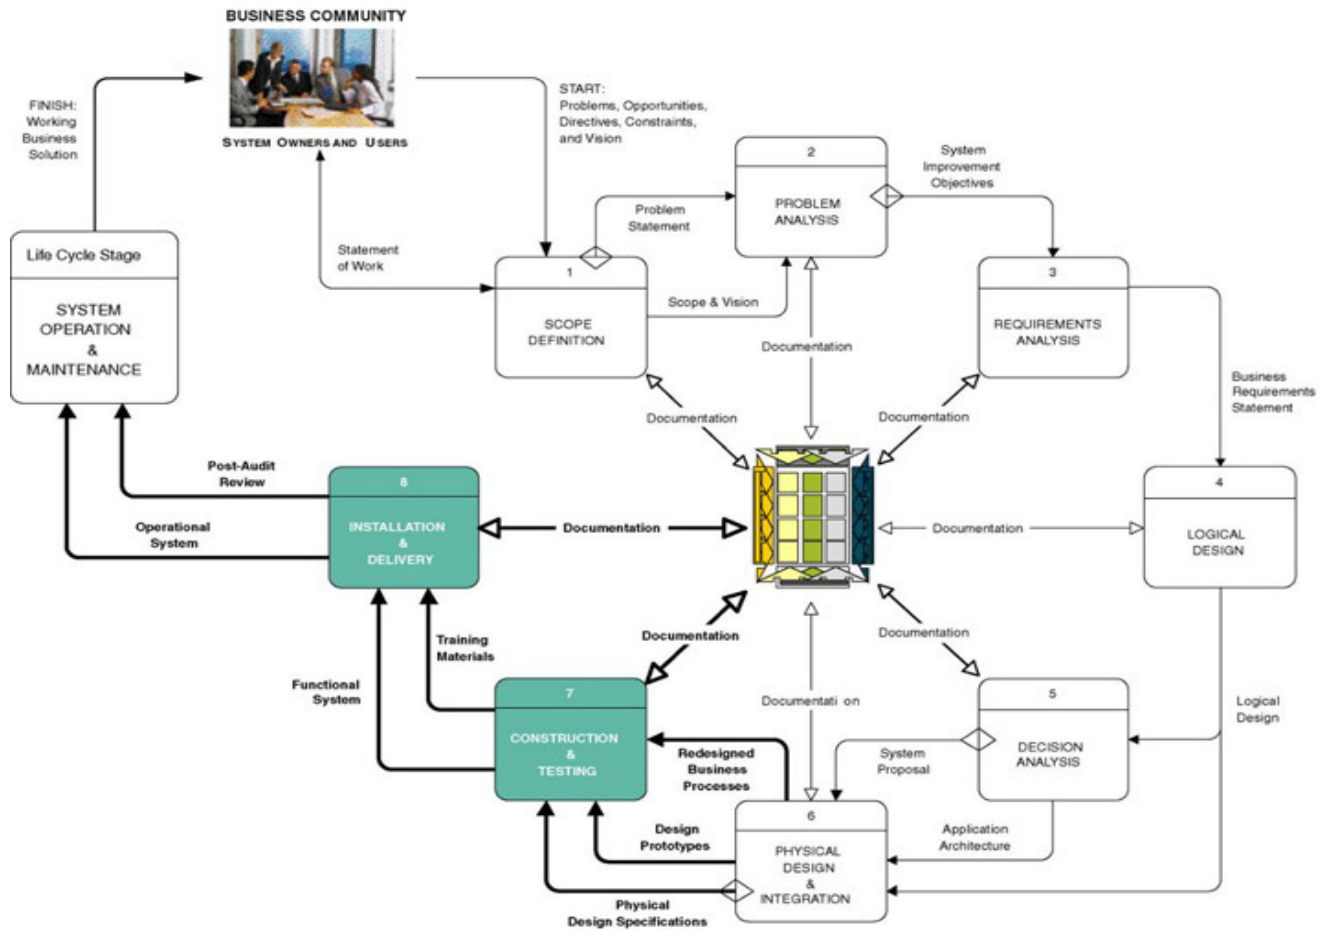 BUSINESS COMMUNITY
SYSTEM OWNERS AND USERS
FINISH:
Working
Business
Solution
START:
Problems, Opportunities,
Directives, Constraints,
and Vision
Statement
of Work
Problem
Statement
2
PROBLEM
ANALYSIS
System
Improvement
Objectives
Life Cycle Stage
SYSTEM
OPERATION
&
MAINTENANCE
1
SCOPE
DEFINITION
Scope & Vision
3
REQUIREMENTS
ANALYSIS
Documentation
Documentation
Documentation
Business
Requirements
Statement
Post-Audit
Review
Operational
System
8
INSTALLATION
&
DELIVERY
Documentation
Documentation
4
LOGICAL
DESIGN
Training
Materials
Functional
System
Documentation
Documentation
7
CONSTRUCTION
&
TESTING
Redesigned
Business
Processes
Documentati on
System
Proposal
5
DECISION
ANALYSIS
Logical
Design
Design
Prototypes
6
PHYSICAL
DESIGN
&
INTEGRATION
Application
Architecture
Physical
Design Specifications